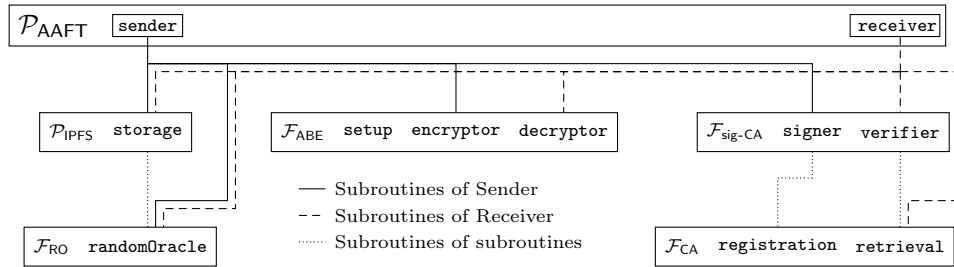 P_AAFT sender receiver
P_IPFS storage F_ABE setup encryptor decryptor F_sig-CA signer verifier
Subroutines of Sender
Subroutines of Receiver
Subroutines of subroutines
F_RO randomOracle F_CA registration retrieval